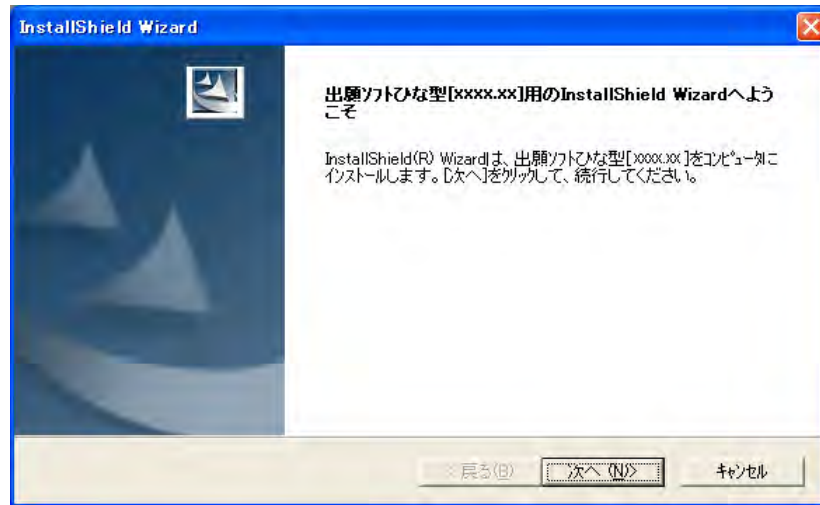 InstallShield Wizard
出願ソフトひな型[xxxx.xx]用のInstallShield Wizardへよう
こそ
InstallShield(R) Wizardは、出願ソフトひな型[xxxx.xx]をコンピュータに
インストールします。[次へ]をクリックして、続行してください。
< 戻る(B) 次へ (N)> キャンセル